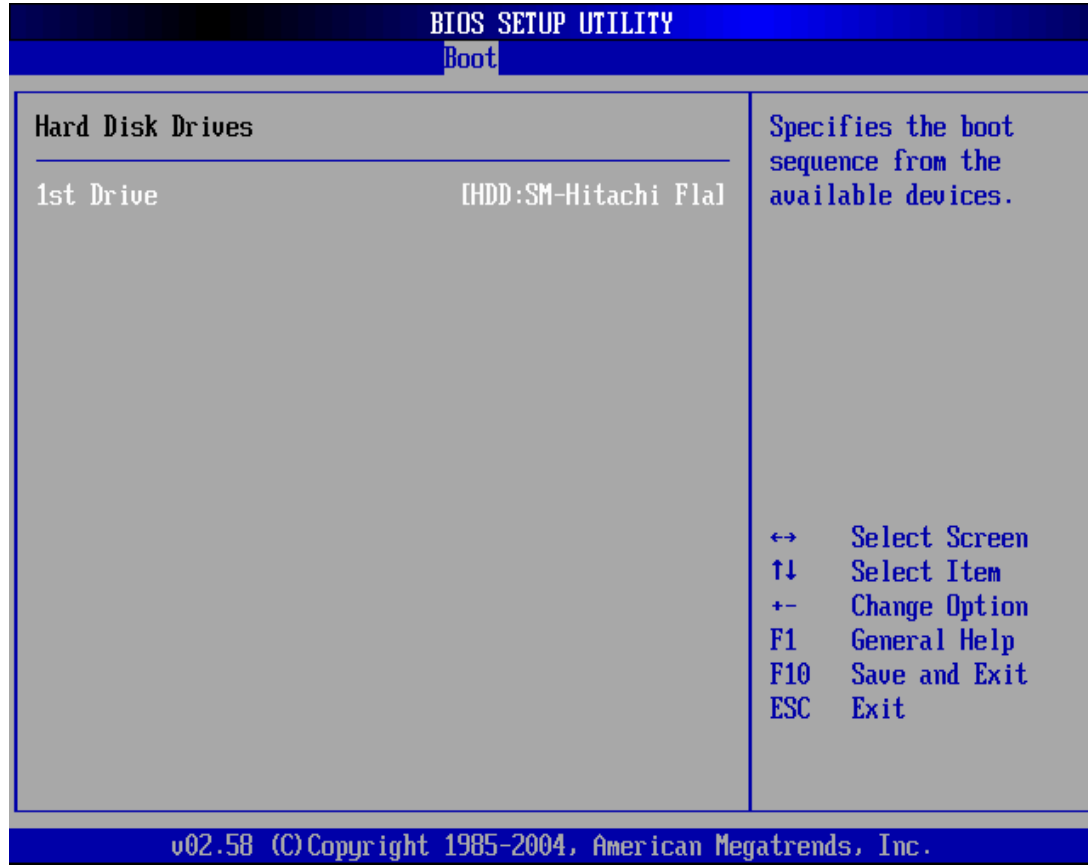 BIOS SETUP UTILITY
Boot
Hard Disk Drives
1st Drive [HDD:SM-Hitachi Fla]
Specifies the boot
sequence from the
available devices.
←→ Select Screen
↑↓ Select Item
+- Change Option
F1 General Help
F10 Save and Exit
ESC Exit
v02.58 (C)Copyright 1985-2004, American Megatrends, Inc.